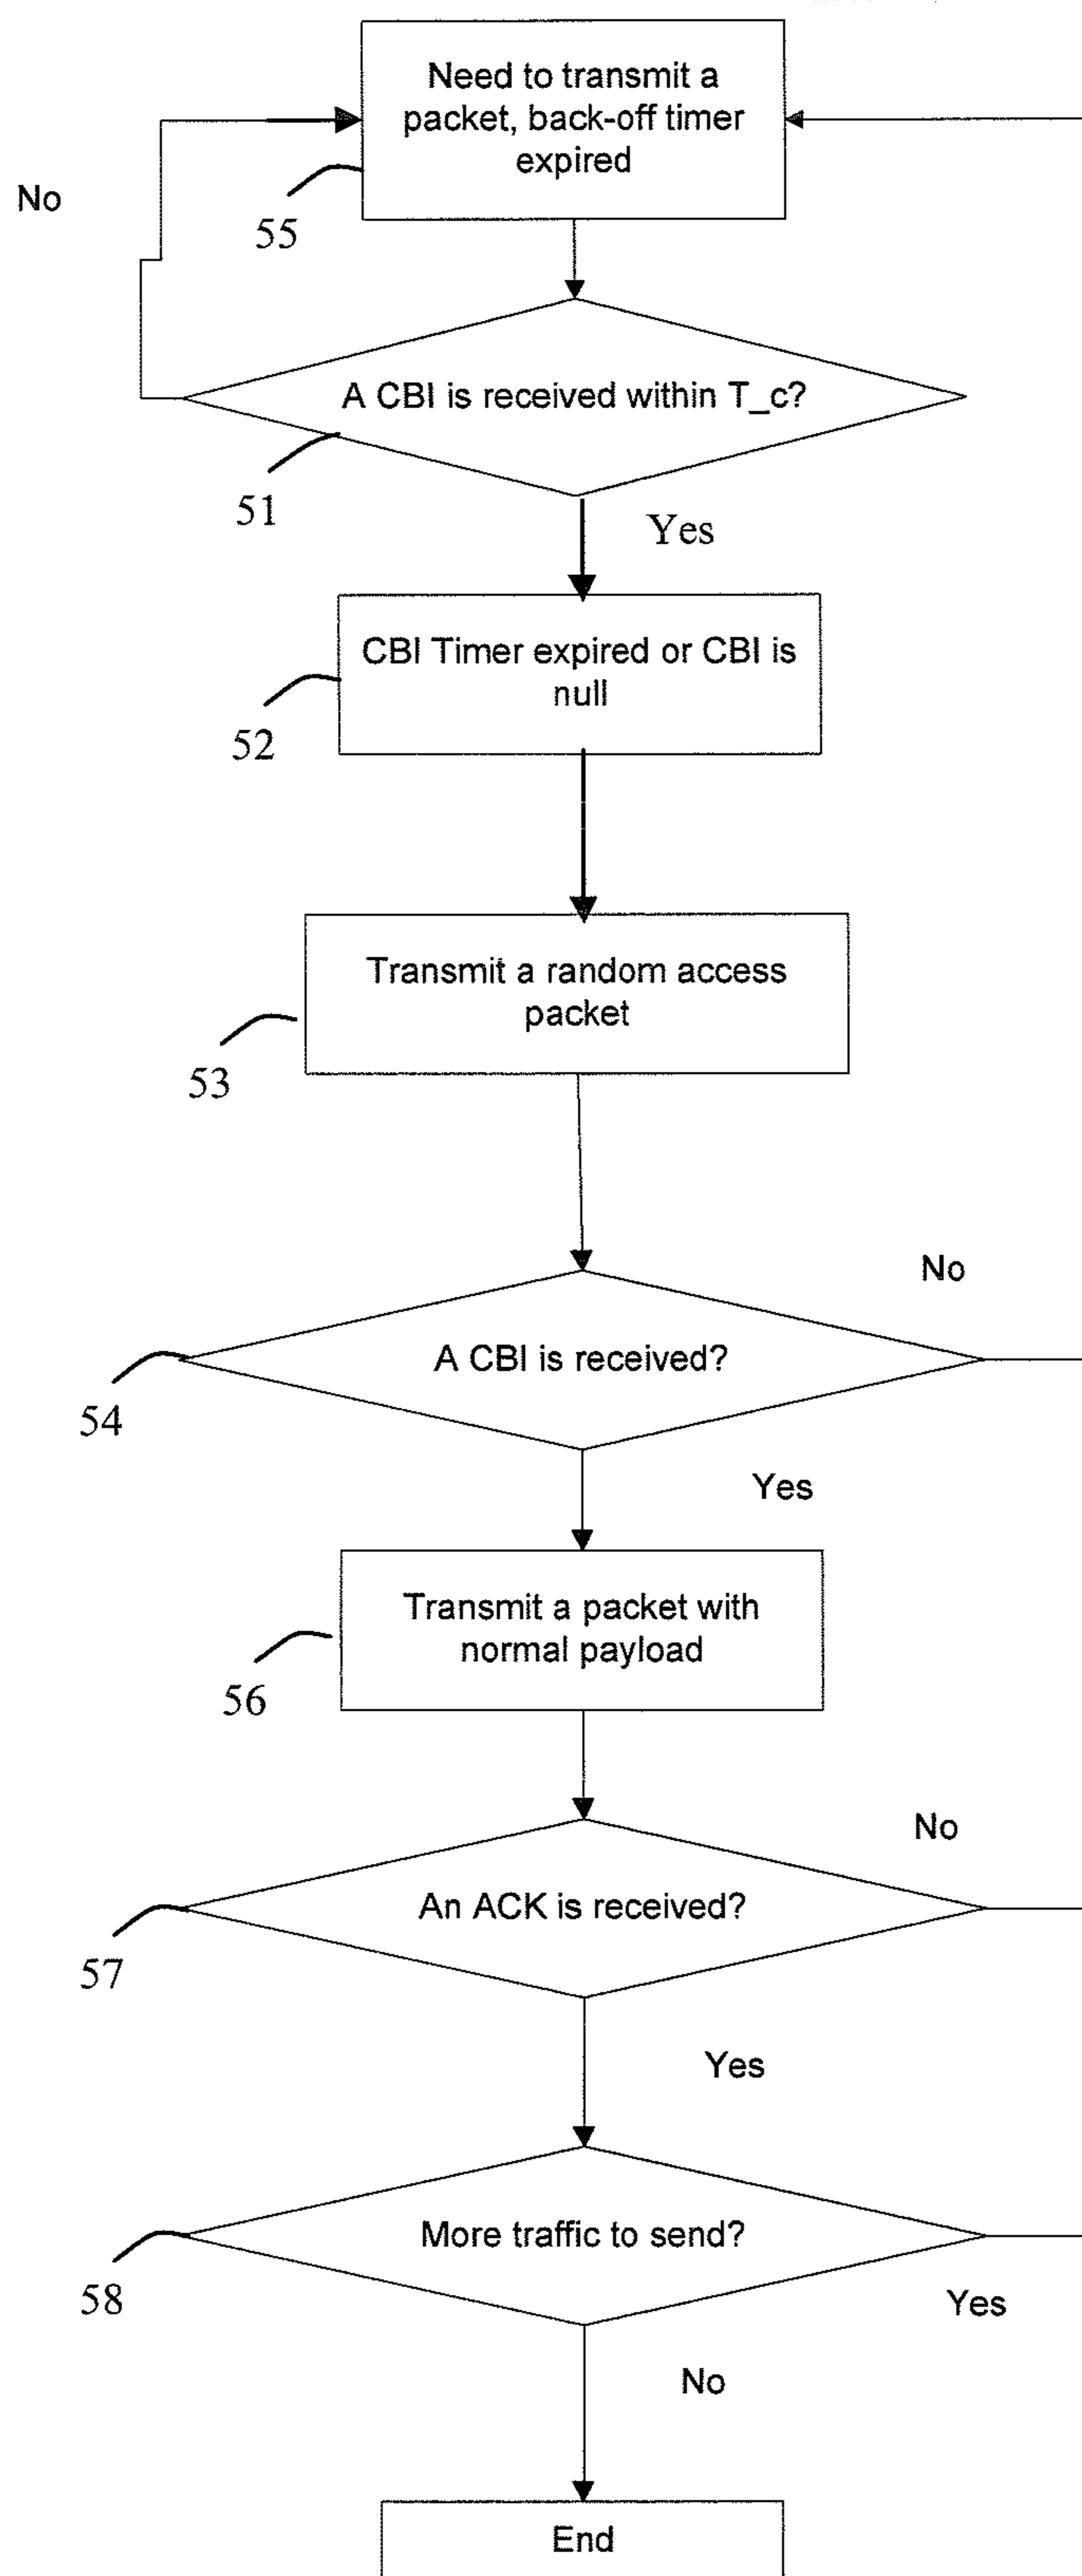 Need to transmit a
packet, back-off timer
expired
No
55
A CBI is received within T_c?
51
Yes
CBI Timer expired or CBI is
null
52
Transmit a random access
packet
53
No
A CBI is received?
54
Yes
Transmit a packet with
normal payload
56
No
An ACK is received?
57
Yes
More traffic to send?
58
Yes
No
End